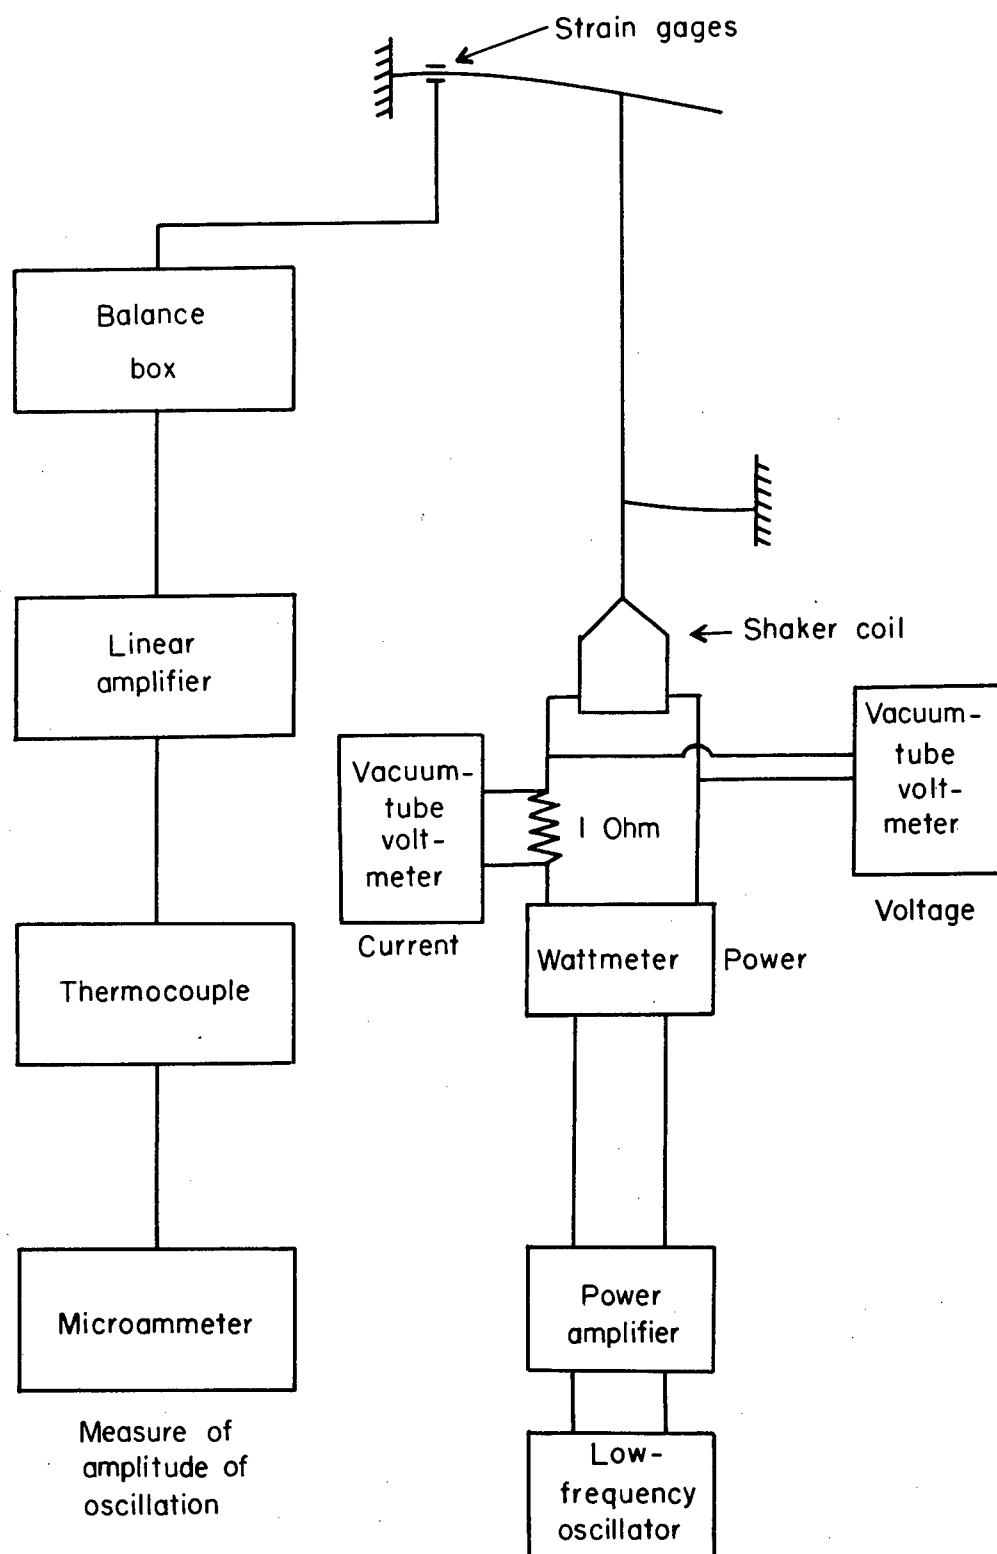 Strain gages
Balance
box
Linear
amplifier
Thermocouple
Microammeter
Measure of
amplitude of
oscillation
Shaker coil
Vacuum-
tube
volt-
meter
Current
1 Ohm
Vacuum-
tube
volt-
meter
Voltage
Wattmeter
Power
Power
amplifier
Low-
frequency
oscillator